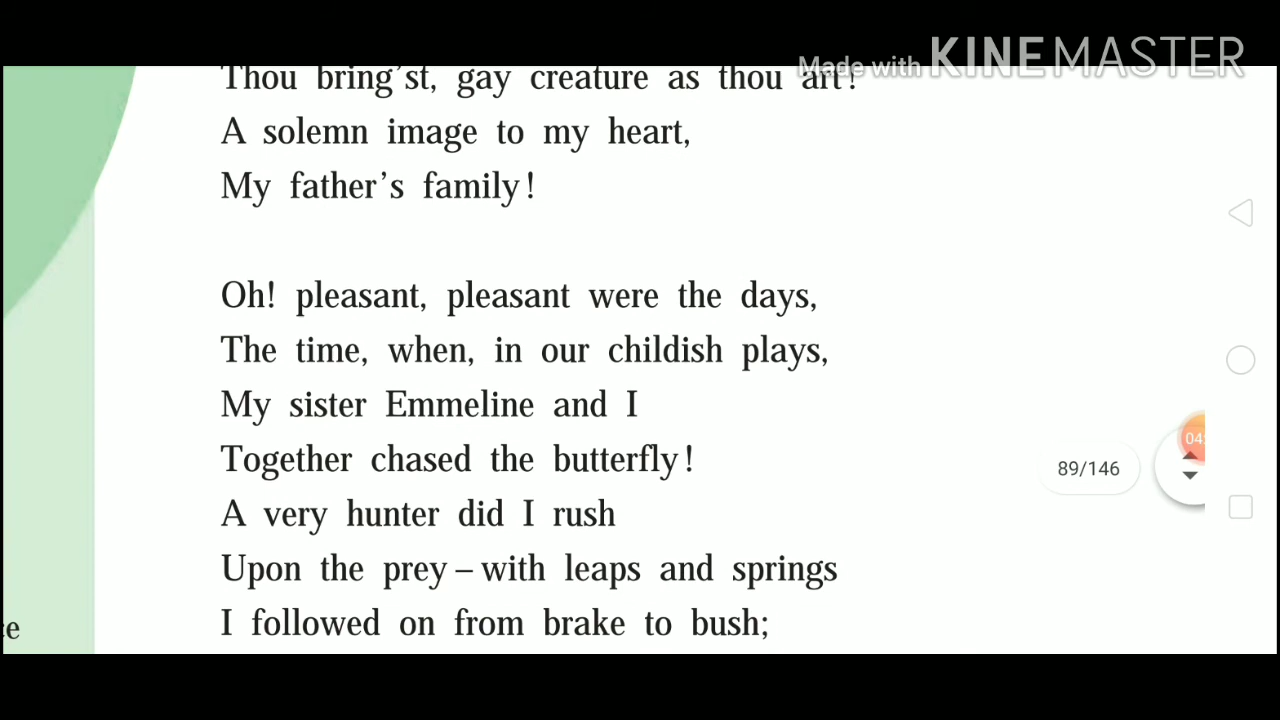 Made with KINEMASTER
Thou bring'st, gay creature as thou art!
A solemn image to my heart,
My father's family!
Oh! pleasant, pleasant were the days,
The time, when, in our childish plays,
My sister Emmeline and I
Together chased the butterfly!
A very hunter did I rush
Upon the prey – with leaps and springs
I followed on from brake to bush;
89/146
04: